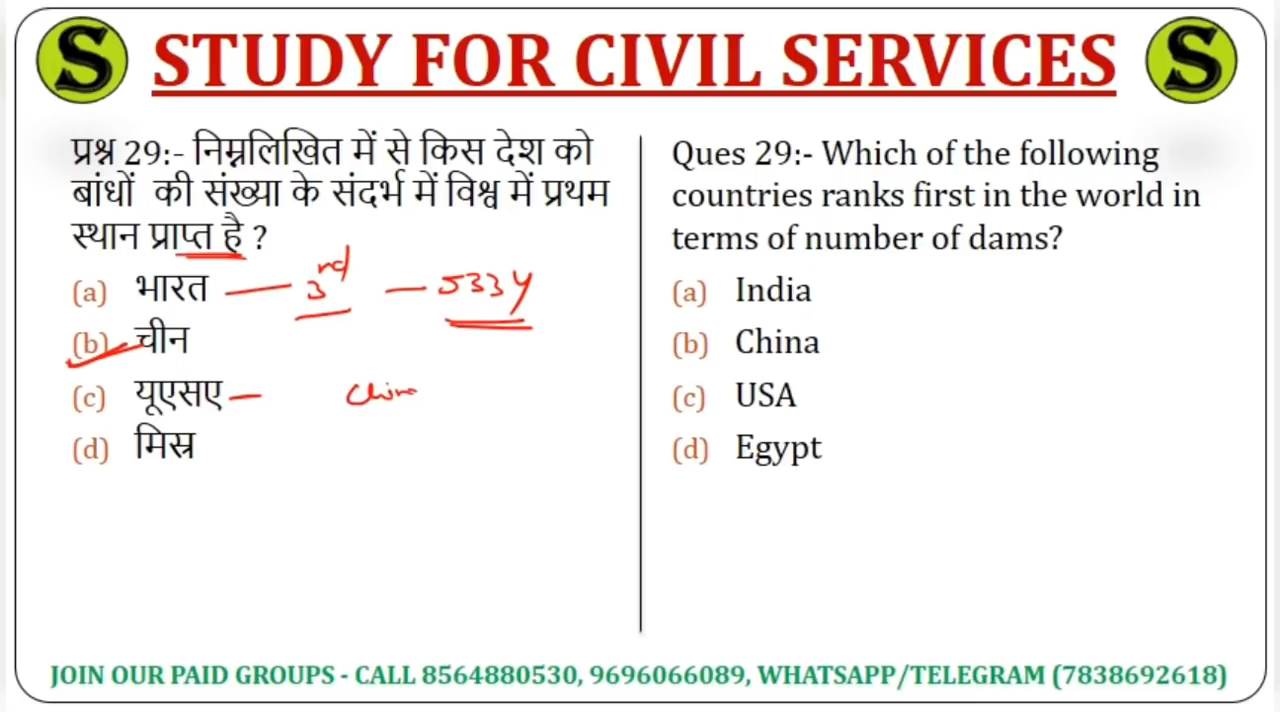 S STUDY FOR CIVIL SERVICES S
प्रश्न 29:- निम्नलिखित में से किस देश को
बांधों की संख्या के संदर्भ में विश्व में प्रथम
स्थान प्राप्त है ?
(a) भारत — 3rd — 5334
(b) चीन
(c) यूएसए — China
(d) मिस्र
Ques 29:- Which of the following
countries ranks first in the world in
terms of number of dams?
(a) India
(b) China
(c) USA
(d) Egypt
JOIN OUR PAID GROUPS - CALL 8564880530, 9696066089, WHATSAPP/TELEGRAM (7838692618)